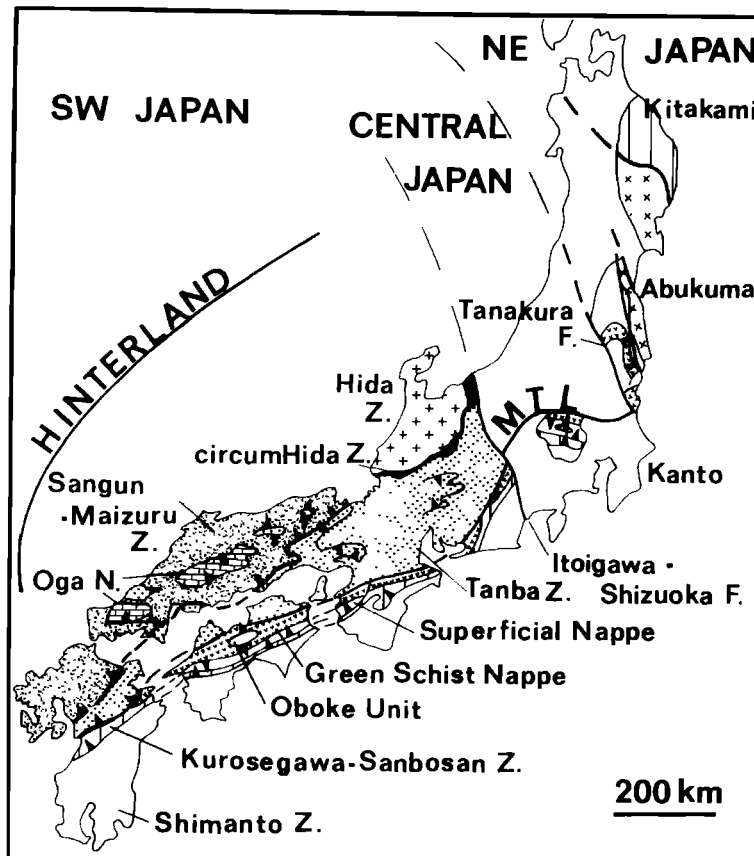 NE JAPAN
SW JAPAN
Kitakami
CENTRAL
JAPAN
HINTERLAND
Abukuma
Tanakura
F.
Hida
Z.
MTL
circumHida Z.
Kanto
Sangun
-Maizuru
Z.
Itoigawa -
Shizuoka F.
Oga N.
Tanba Z.
Superficial Nappe
Green Schist Nappe
Oboke Unit
Kurosegawa-Sanbosan Z.
200 km
Shimanto Z.